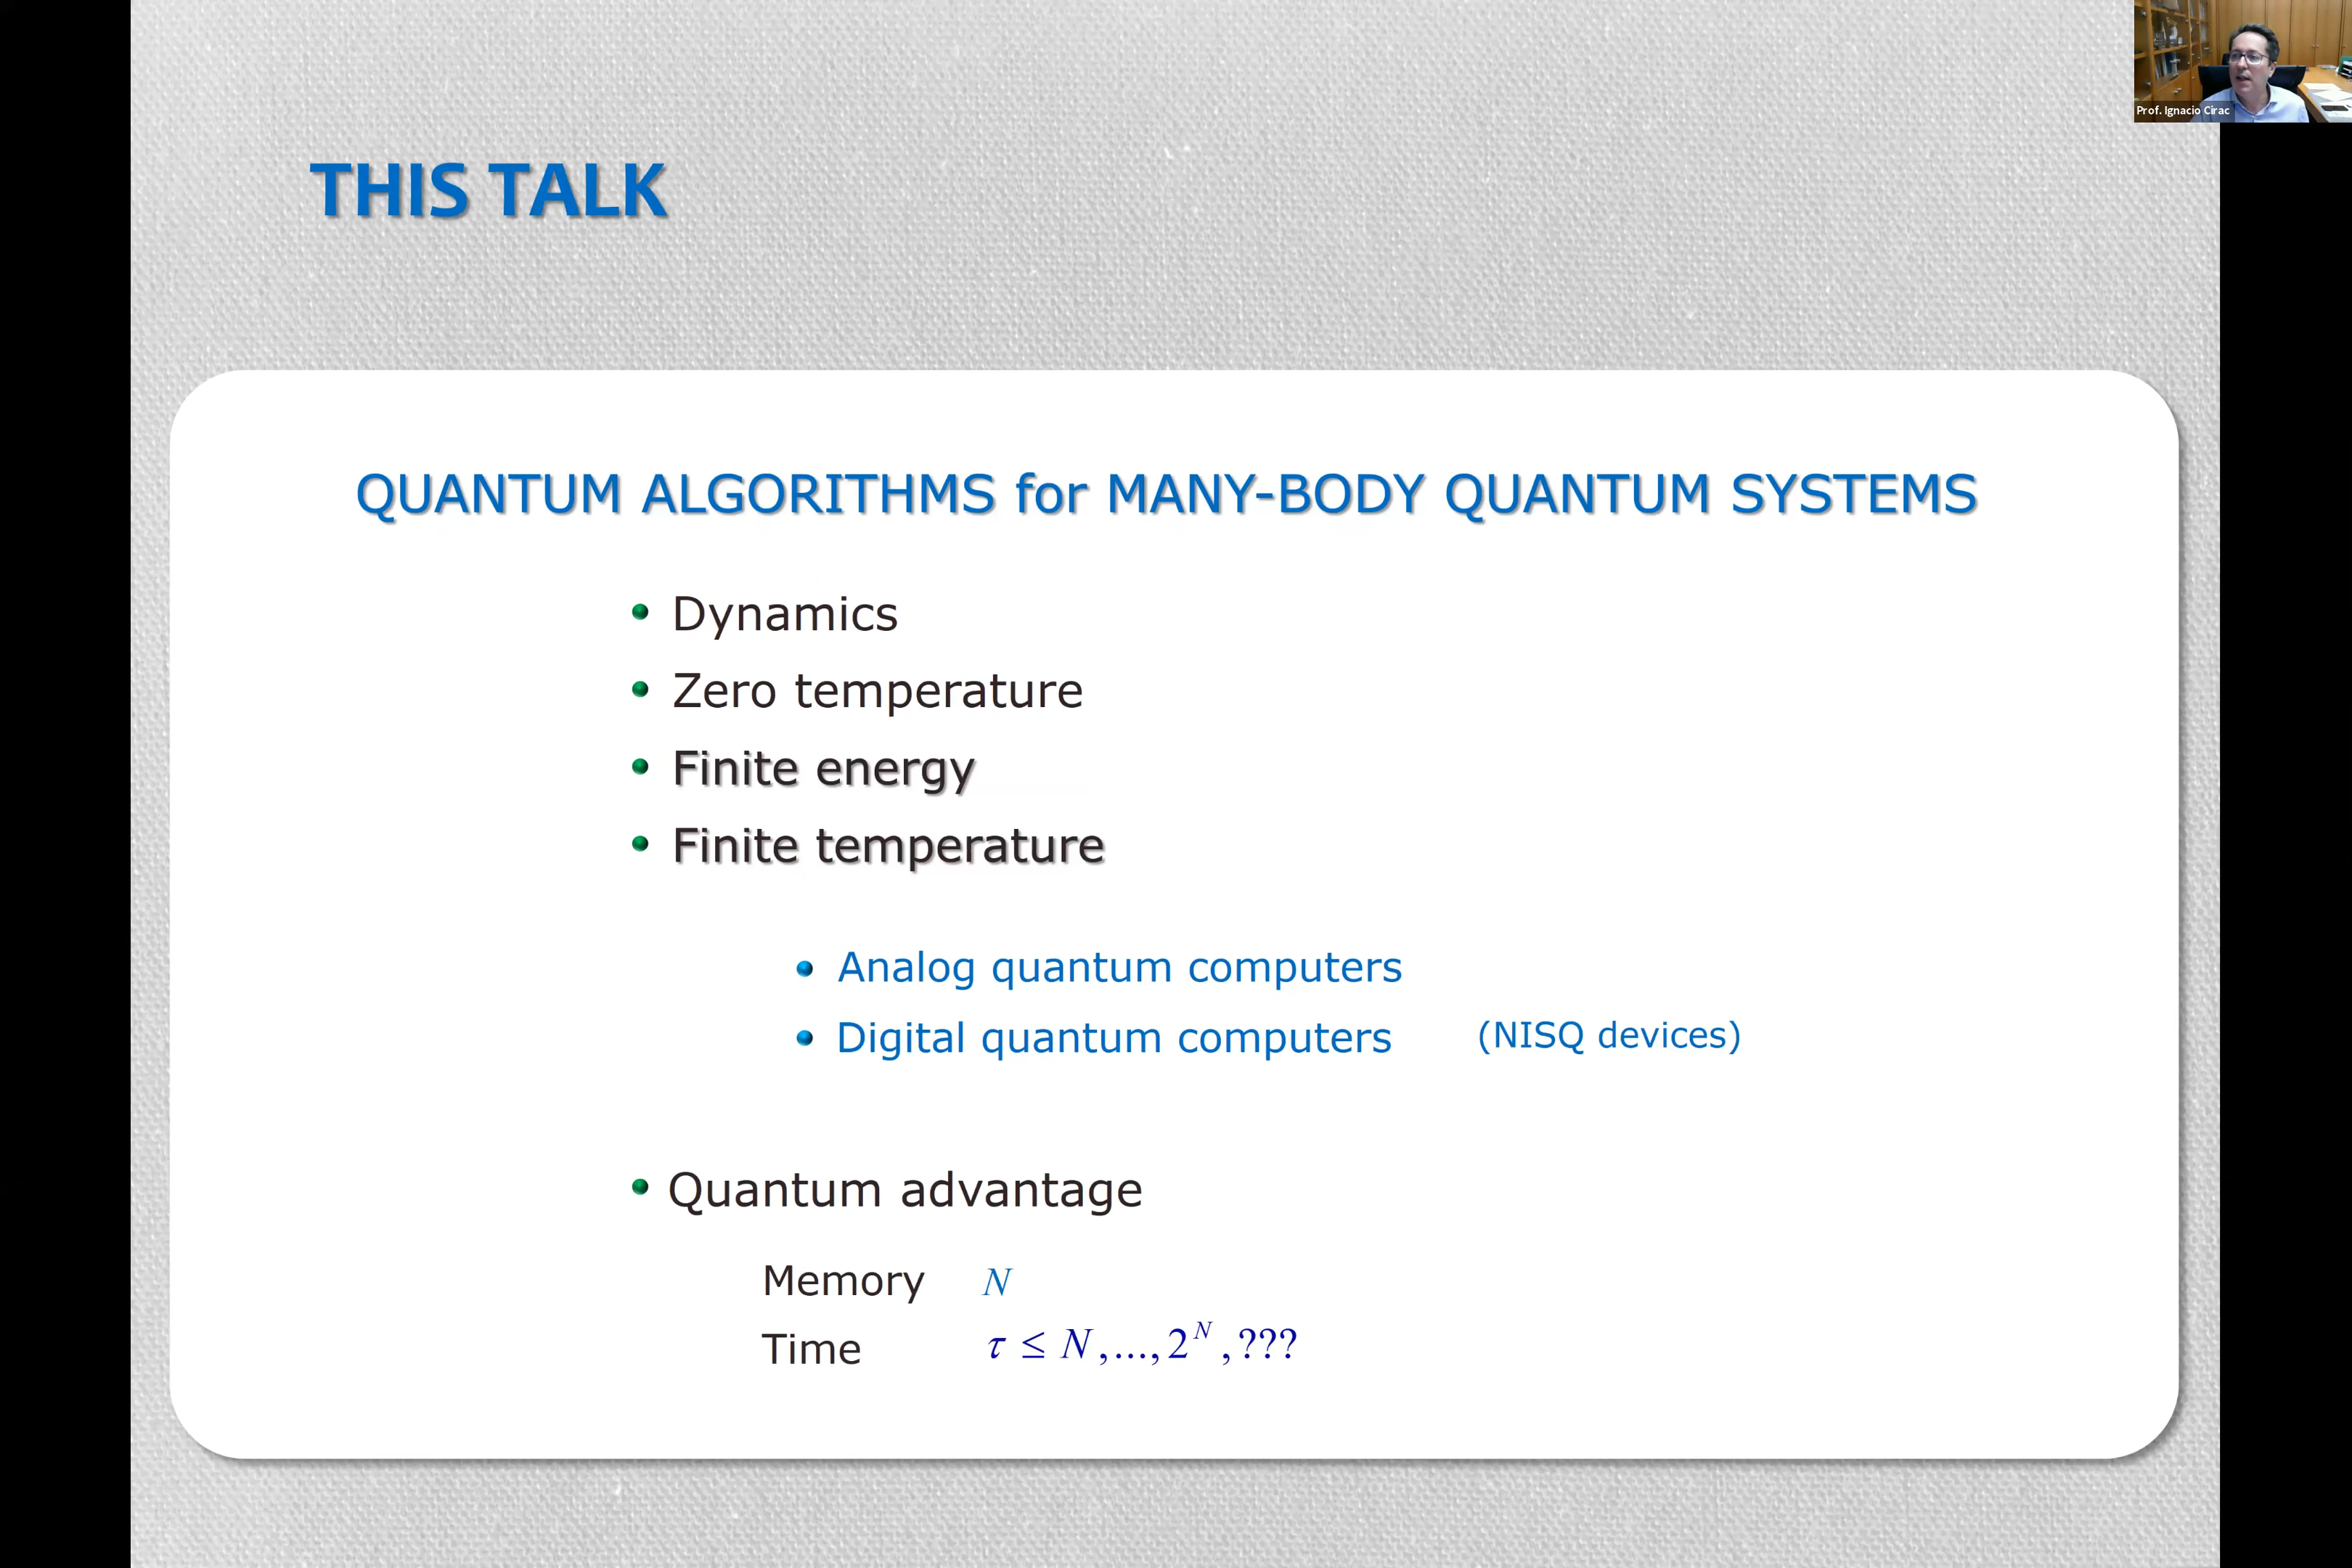 Prof. Ignacio Cirac
THIS TALK
QUANTUM ALGORITHMS for MANY-BODY QUANTUM SYSTEMS
• Dynamics
• Zero temperature
• Finite energy
• Finite temperature
• Analog quantum computers
• Digital quantum computers (NISQ devices)
• Quantum advantage
Memory N
Time τ ≤ N,...,2^N,???